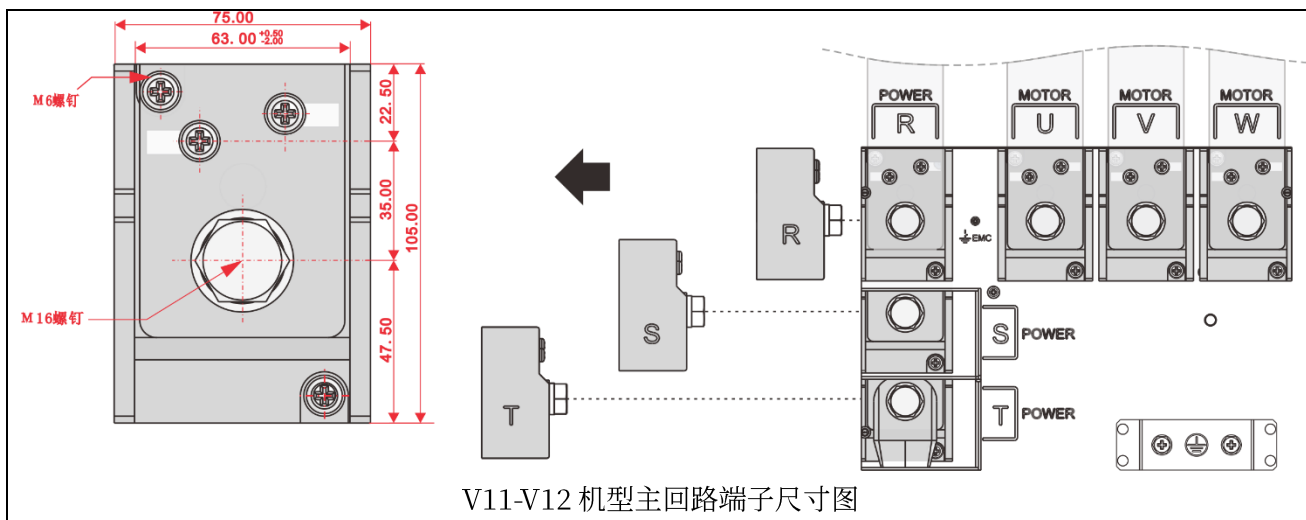 75.00
63.00 +0.50 -2.00
M6螺钉
22.50
35.00
105.00
M16螺钉
47.50
POWER MOTOR MOTOR MOTOR
R U V W
R
EMC
S
S POWER
T
T POWER
V11-V12 机型主回路端子尺寸图